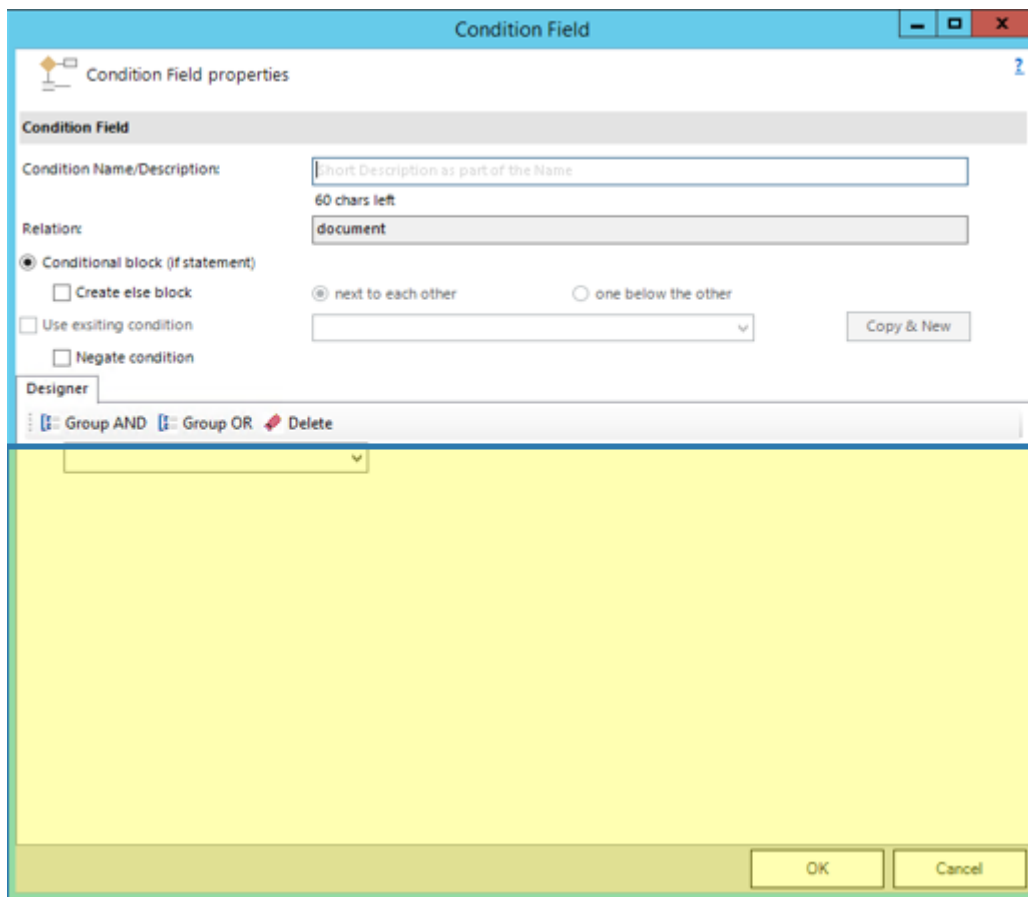 Condition Field
Condition Field properties ?
Condition Field
Condition Name/Description: Short Description as part of the Name
60 chars left
Relation: document
Conditional block (if statement)
Create else block next to each other one below the other
Use exsiting condition Copy & New
Negate condition
Designer
Group AND Group OR Delete
OK Cancel